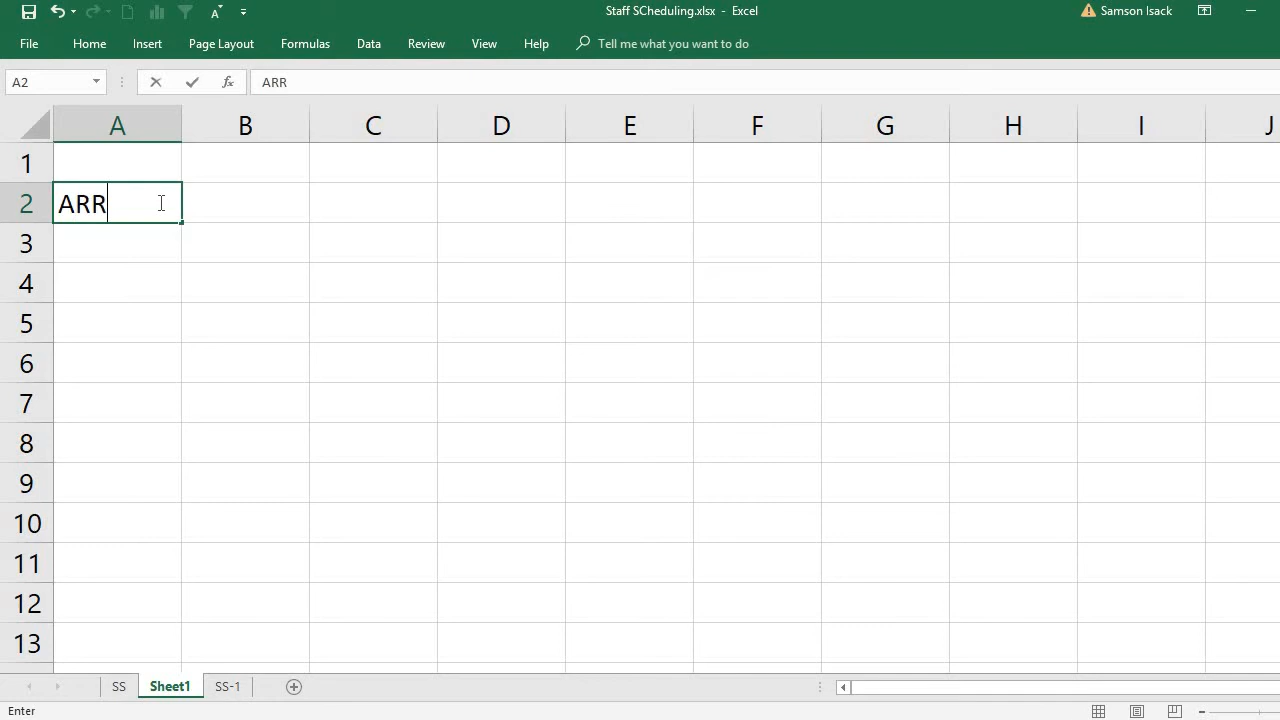 Staff SCheduling.xlsx - Excel
Samson Isack
File Home Insert Page Layout Formulas Data Review View Help Tell me what you want to do
A2 fx ARR
A B C D E F G H I J
1
2 ARR
3
4
5
6
7
8
9
10
11
12
13
SS Sheet1 SS-1
Enter